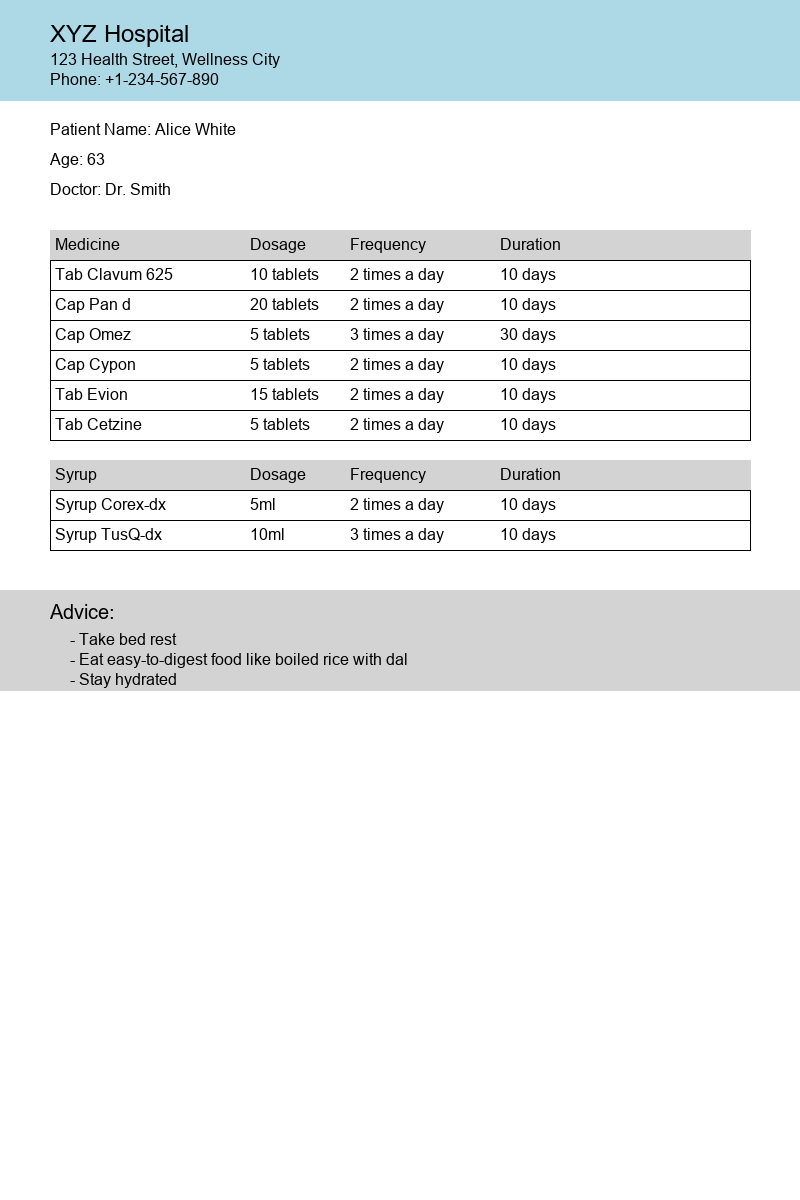 XYZ Hospital
123 Health Street, Wellness City
Phone: +1-234-567-890
Patient Name: Alice White
Age: 63
Doctor: Dr. Smith
Medicine Dosage Frequency Duration
Tab Clavum 625 10 tablets 2 times a day 10 days
Cap Pan d 20 tablets 2 times a day 10 days
Cap Omez 5 tablets 3 times a day 30 days
Cap Cypon 5 tablets 2 times a day 10 days
Tab Evion 15 tablets 2 times a day 10 days
Tab Cetzine 5 tablets 2 times a day 10 days
Syrup Dosage Frequency Duration
Syrup Corex-dx 5ml 2 times a day 10 days
Syrup TusQ-dx 10ml 3 times a day 10 days
Advice:
- Take bed rest
- Eat easy-to-digest food like boiled rice with dal
- Stay hydrated